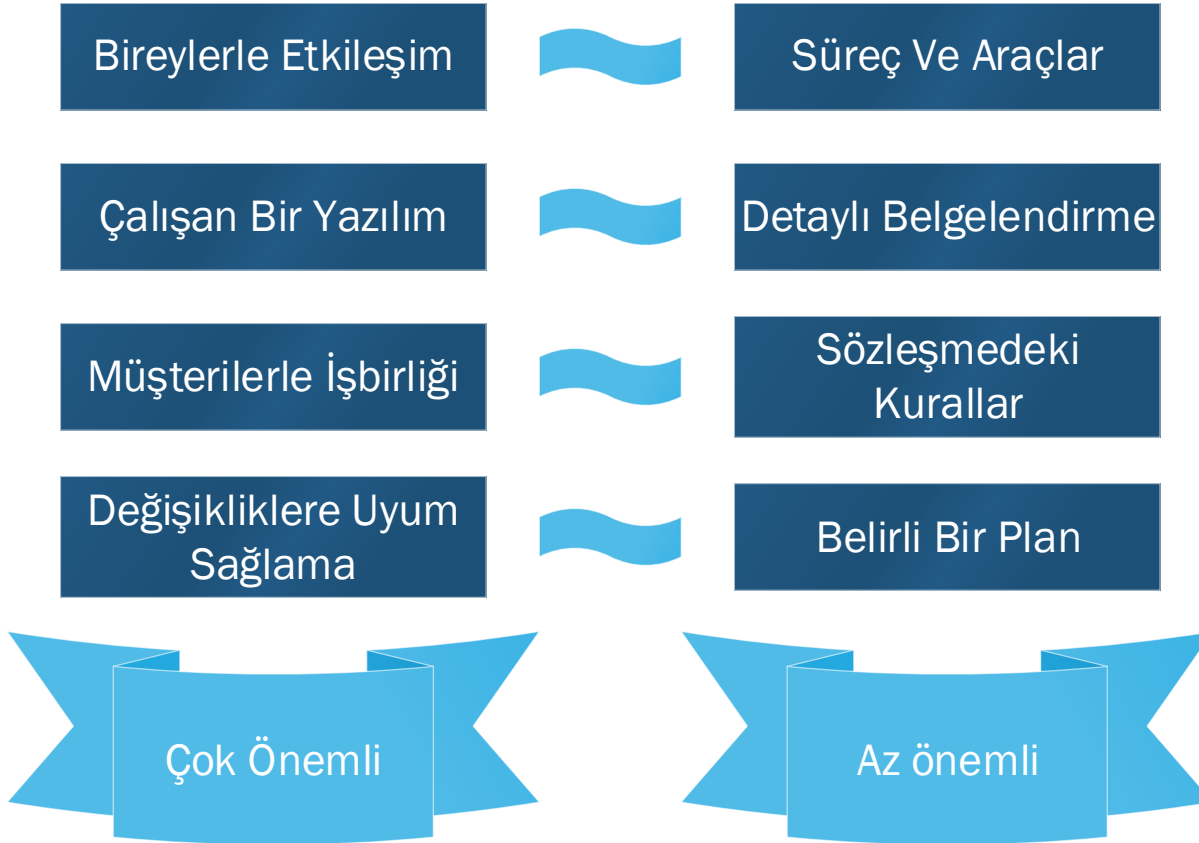 Bireylerle Etkileşim
Süreç Ve Araçlar
Çalışan Bir Yazılım
Detaylı Belgelendirme
Müşterilerle İşbirliği
Sözleşmedeki
Kurallar
Değişikliklere Uyum
Sağlama
Belirli Bir Plan
Çok Önemli
Az önemli